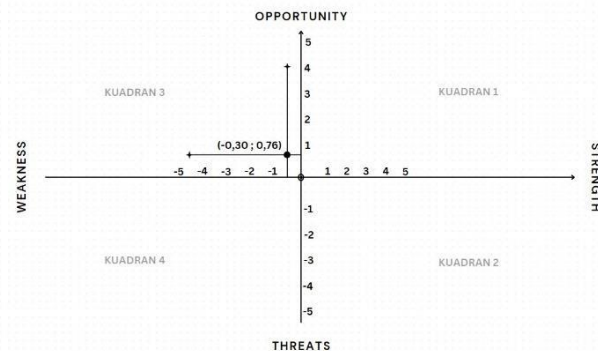 OPPORTUNITY
5
4
KUADRAN 3
KUADRAN 1
3
2
(-0,30 ; 0,76)
1
WEAKNESS
STRENGTH
-5 -4 -3 -2 -1 1 2 3 4 5
-1
-2
KUADRAN 4
-3
KUADRAN 2
-4
-5
THREATS